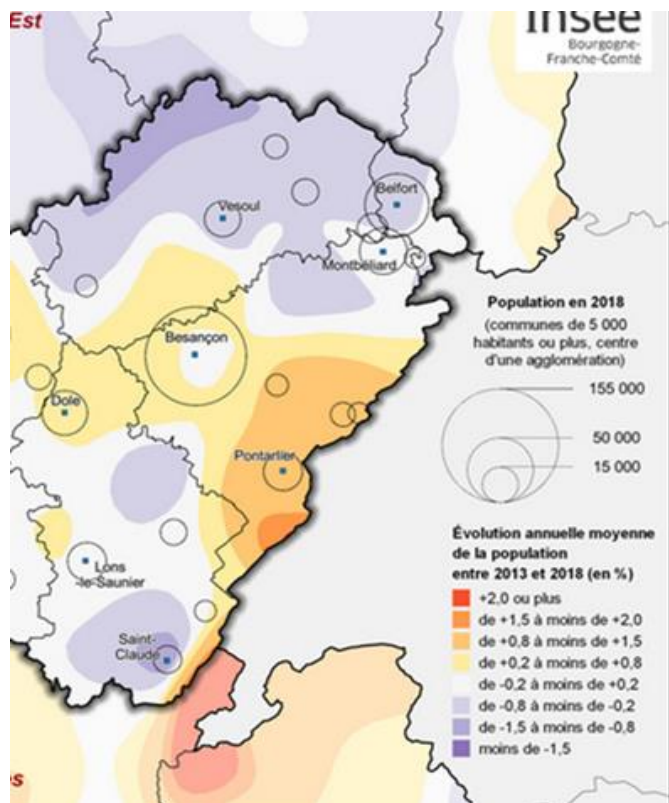 Est
Insee
Bourgogne-
Franche-Comté
Belfort
Vesoul
Montbéliard
Besançon
Dole
Pontarlier
Lons
-le-Saunier
Saint-
Claude
Population en 2018
(communes de 5 000
habitants ou plus, centre
d'une agglomération)
155 000
50 000
15 000
Évolution annuelle moyenne
de la population
entre 2013 et 2018 (en %)
+2,0 ou plus
de +1,5 à moins de +2,0
de +0,8 à moins de +1,5
de +0,2 à moins de +0,8
de -0,2 à moins de +0,2
de -0,8 à moins de -0,2
de -1,5 à moins de -0,8
moins de -1,5